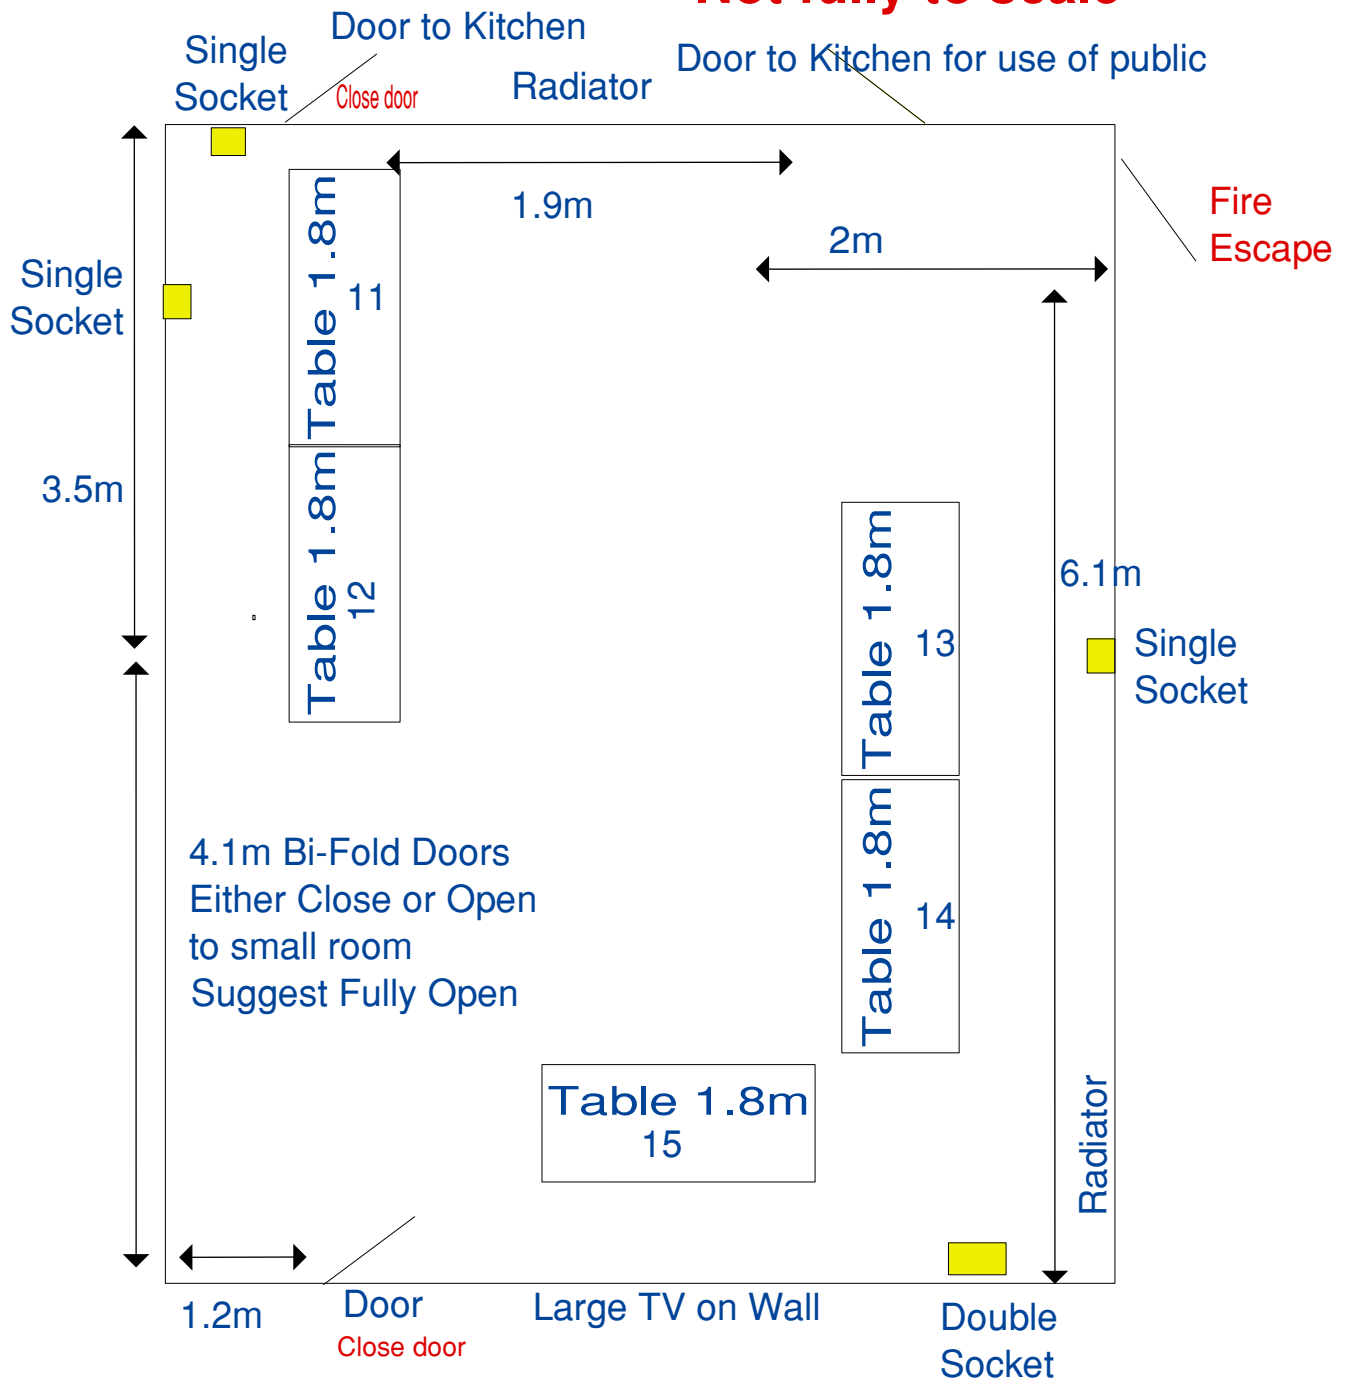 Not fully to scale
Door to Kitchen
Single
Socket
Close door
Radiator
Door to Kitchen for use of public
Fire
Escape
1.9m
2m
Table 1.8m
11
Single
Socket
3.5m
Table 1.8m
12
6.1m
Table 1.8m
13
Single
Socket
4.1m Bi-Fold Doors
Either Close or Open
to small room
Suggest Fully Open
Table 1.8m
14
Table 1.8m
15
Radiator
1.2m
Door
Close door
Large TV on Wall
Double
Socket